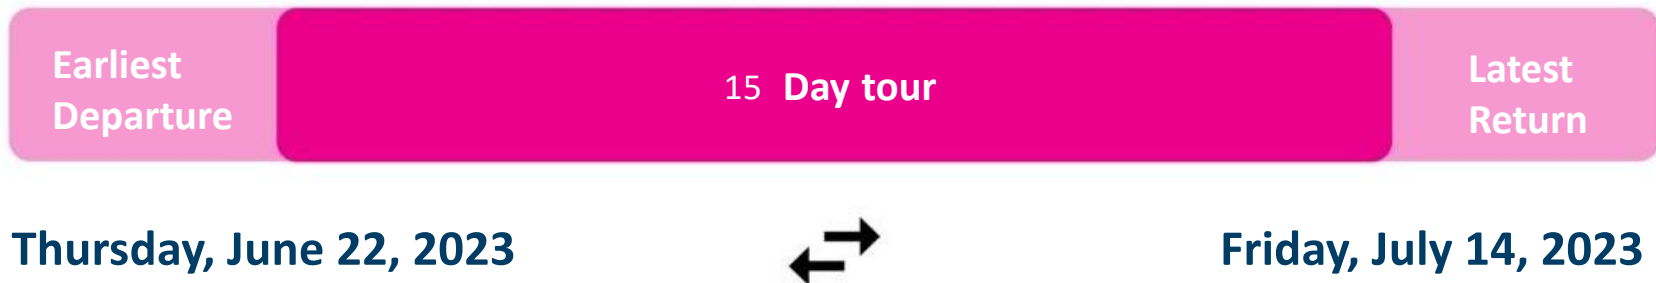 Earliest
Departure
15 Day tour
Latest
Return
Thursday, June 22, 2023
Friday, July 14, 2023